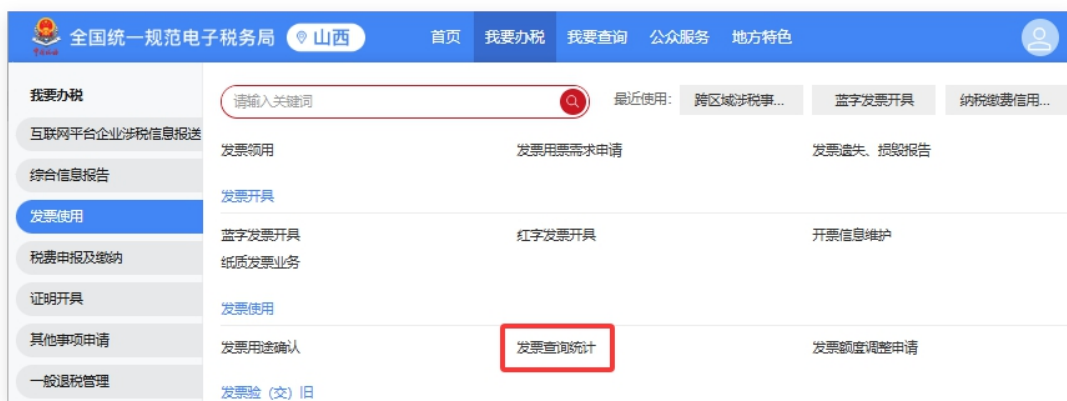 全国统一规范电子税务局 山西 首页 我要办税 我要查询 公众服务 地方特色
我要办税
互联网平台企业涉税信息报送
综合信息报告
发票使用
税费申报及缴纳
证明开具
其他事项申请
一般退税管理
请输入关键词 最近使用: 跨区域涉税事... 蓝字发票开具 纳税缴费信用...
发票领用 发票用票需求申请 发票遗失、损毁报告
发票开具
蓝字发票开具 红字发票开具 开票信息维护
纸质发票业务
发票使用
发票用途确认 发票查询统计 发票额度调整申请
发票验（交）旧